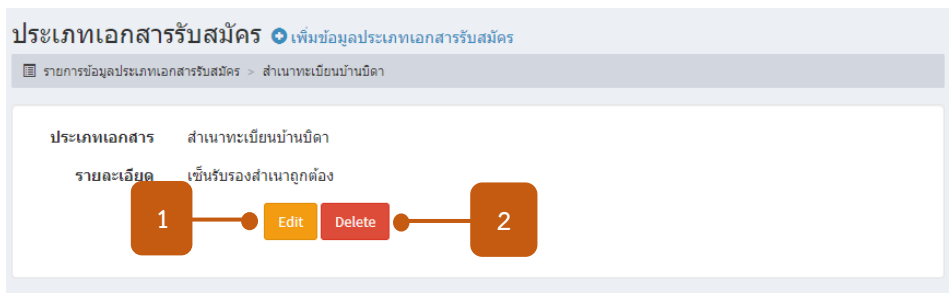 ประเภทเอกสารรับสมัคร เพิ่มข้อมูลประเภทเอกสารรับสมัคร
รายการข้อมูลประเภทเอกสารรับสมัคร > สำเนาทะเบียนบ้านบิดา
ประเภทเอกสาร สำเนาทะเบียนบ้านบิดา
รายละเอียด เซ็นรับรองสำเนาถูกต้อง
1 Edit Delete 2